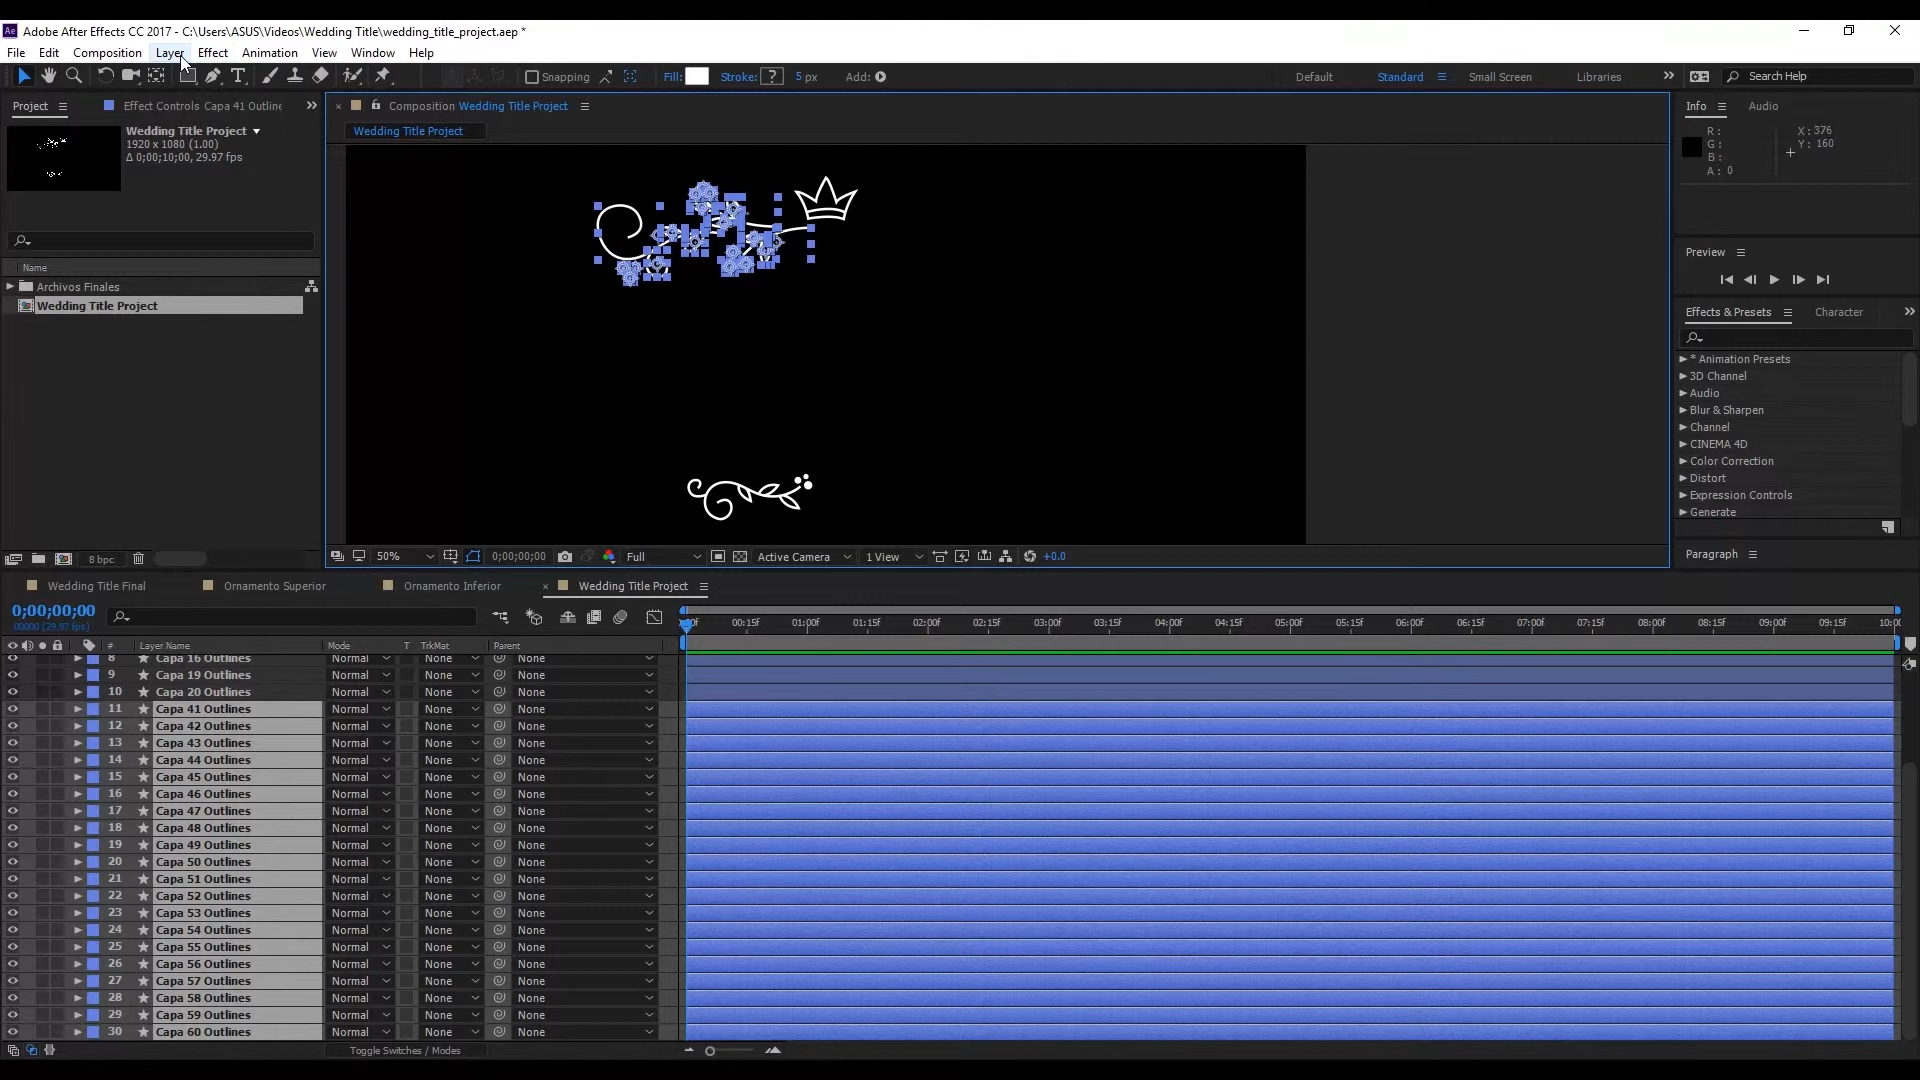 Adobe After Effects CC 2017 - C:\Users\ASUS\Videos\Wedding Title\wedding_title_project.aep *
File Edit Composition Layer Effect Animation View Window Help
Snapping Fill: Stroke: ? 5 px Add: Default Standard Small Screen Libraries Search Help
Project Effect Controls Capa 41 Outline
Composition Wedding Title Project
Info Audio
Wedding Title Project
1920 x 1080 (1.00)
Δ 0;00;10;00, 29.97 fps
Wedding Title Project
R:
G:
B:
A: 0
X: 376
Y: 160
Name
Archivos Finales
Wedding Title Project
Preview
Effects & Presets Character
* Animation Presets
3D Channel
Audio
Blur & Sharpen
Channel
CINEMA 4D
Color Correction
Distort
Expression Controls
Generate
Paragraph
8 bpc
50% 0;00;00;00 Full Active Camera 1 View +0.0
Wedding Title Final Ornamento Superior Ornamento Inferior Wedding Title Project
0;00;00;00
00000 (29.97 fps)
00:15f 01:00f 01:15f 02:00f 02:15f 03:00f 03:15f 04:00f 04:15f 05:00f 05:15f 06:00f 06:15f 07:00f 07:15f 08:00f 08:15f 09:00f 09:15f 10:0
# Layer Name Mode T TrkMat Parent
8 Capa 16 Outlines Normal None None
9 Capa 19 Outlines Normal None None
10 Capa 20 Outlines Normal None None
11 Capa 41 Outlines Normal None None
12 Capa 42 Outlines Normal None None
13 Capa 43 Outlines Normal None None
14 Capa 44 Outlines Normal None None
15 Capa 45 Outlines Normal None None
16 Capa 46 Outlines Normal None None
17 Capa 47 Outlines Normal None None
18 Capa 48 Outlines Normal None None
19 Capa 49 Outlines Normal None None
20 Capa 50 Outlines Normal None None
21 Capa 51 Outlines Normal None None
22 Capa 52 Outlines Normal None None
23 Capa 53 Outlines Normal None None
24 Capa 54 Outlines Normal None None
25 Capa 55 Outlines Normal None None
26 Capa 56 Outlines Normal None None
27 Capa 57 Outlines Normal None None
28 Capa 58 Outlines Normal None None
29 Capa 59 Outlines Normal None None
30 Capa 60 Outlines Normal None None
Toggle Switches / Modes